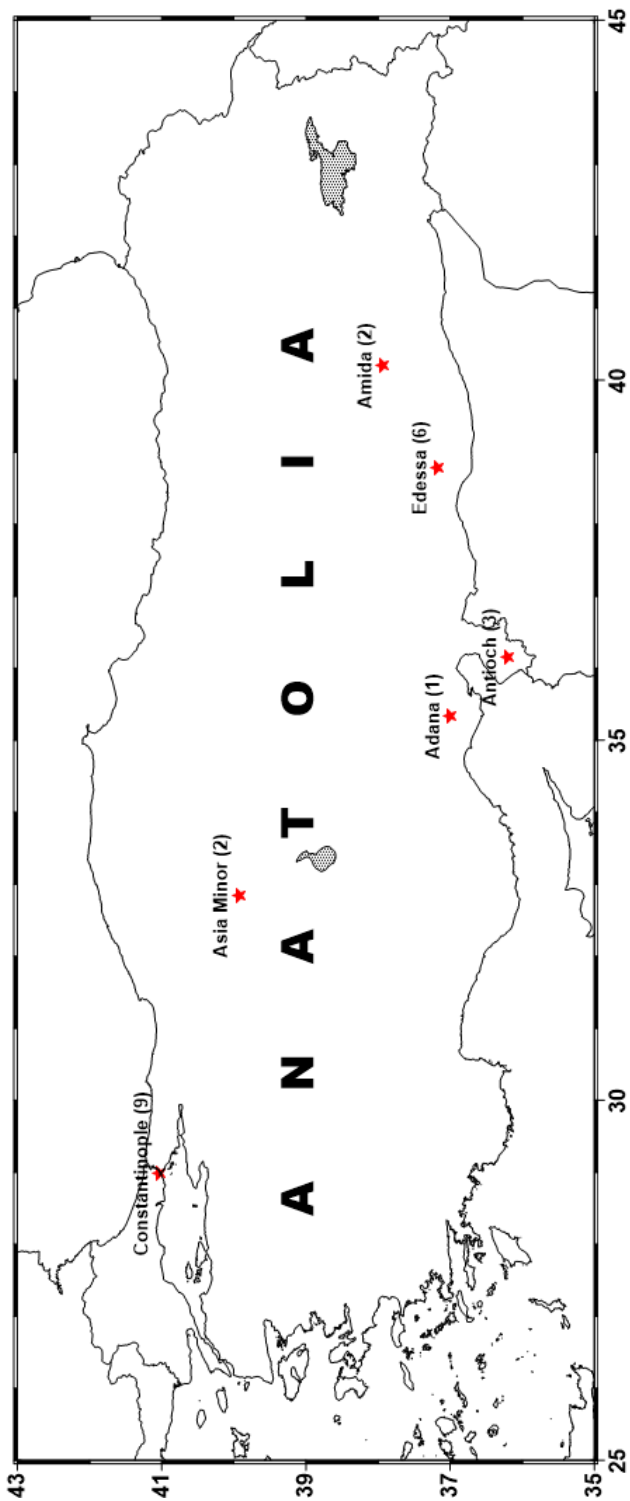 Constantinople (9)
Asia Minor (2)
Adana (1)
Antioch (3)
Edessa (6)
Amida (2)
A N A T O L I A
43
41
39
37
35
25
30
35
40
45